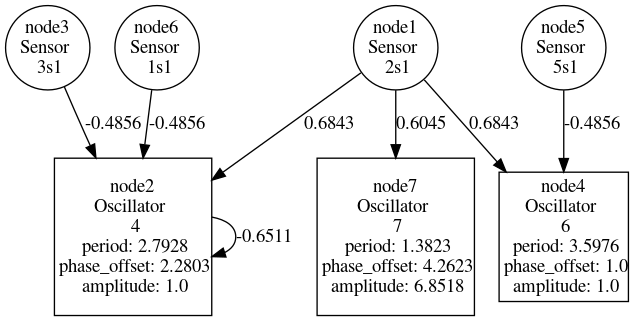 node3
Sensor
3s1
node6
Sensor
1s1
node1
Sensor
2s1
node5
Sensor
5s1
-0.4856
-0.4856
0.6843
0.6045
0.6843
-0.4856
node2
Oscillator
4
period: 2.7928
phase_offset: 2.2803
amplitude: 1.0
-0.6511
node7
Oscillator
7
period: 1.3823
phase_offset: 4.2623
amplitude: 6.8518
node4
Oscillator
6
period: 3.5976
phase_offset: 1.0
amplitude: 1.0